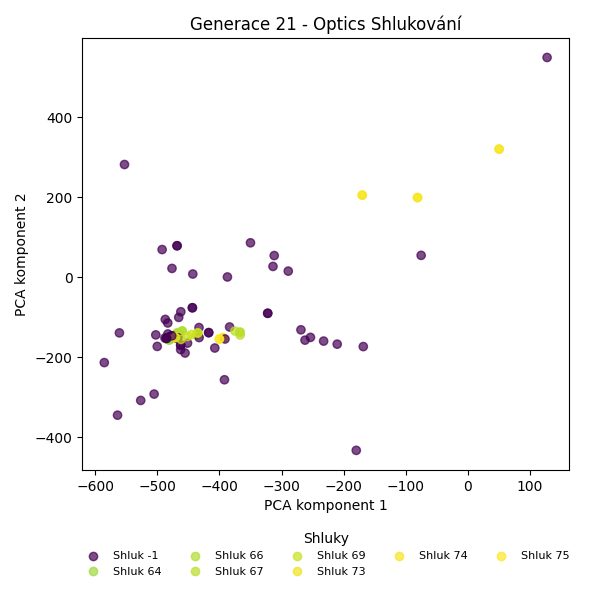 Generace 21 - Optics Shlukování
400
200
0
−200
−400
PCA komponent 2
−600 −500 −400 −300 −200 −100 0 100
PCA komponent 1
Shluky
Shluk -1 Shluk 66 Shluk 69 Shluk 74 Shluk 75
Shluk 64 Shluk 67 Shluk 73